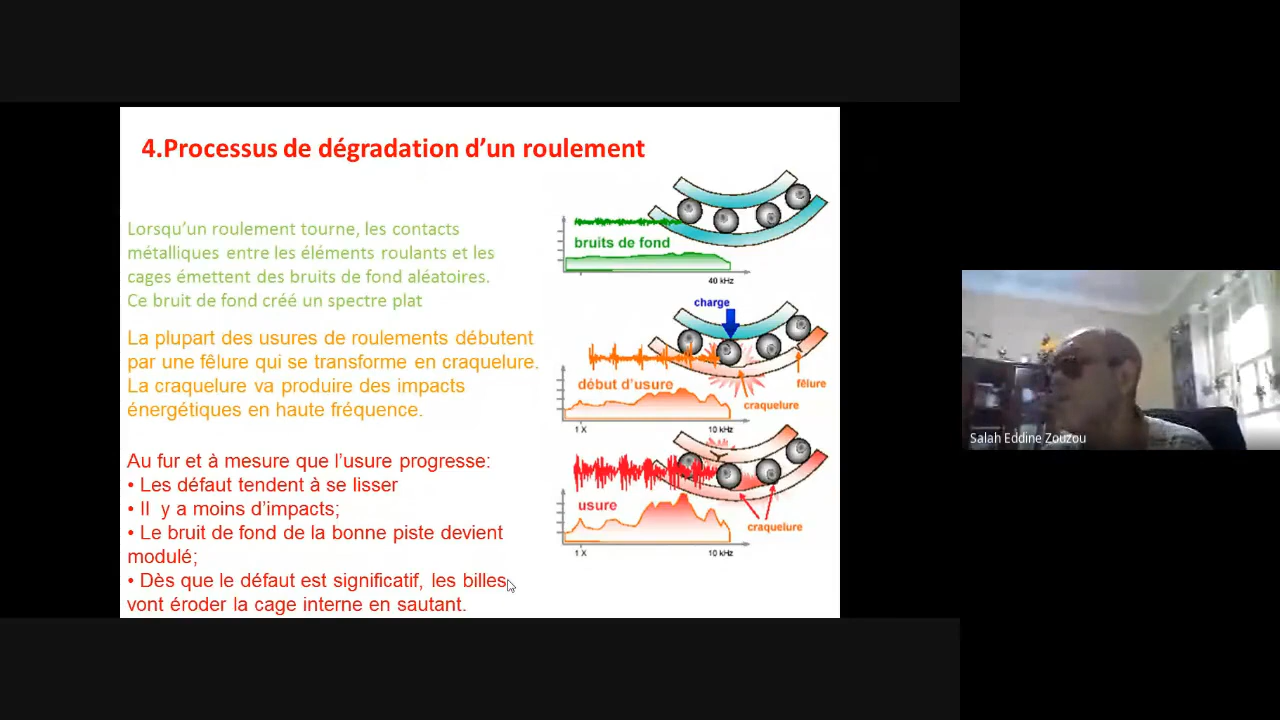 4.Processus de dégradation d’un roulement
Lorsqu’un roulement tourne, les contacts
métalliques entre les éléments roulants et les
cages émettent des bruits de fond aléatoires.
Ce bruit de fond créé un spectre plat
La plupart des usures de roulements débutent
par une fêlure qui se transforme en craquelure.
La craquelure va produire des impacts
énergétiques en haute fréquence.
Au fur et à mesure que l’usure progresse:
• Les défaut tendent à se lisser
• Il y a moins d’impacts;
• Le bruit de fond de la bonne piste devient
modulé;
• Dès que le défaut est significatif, les billes
vont éroder la cage interne en sautant.
bruits de fond
40 kHz
charge
début d’usure
fêlure
craquelure
1 X
10 kHz
usure
craquelure
1 X
10 kHz
Salah Eddine Zouzou